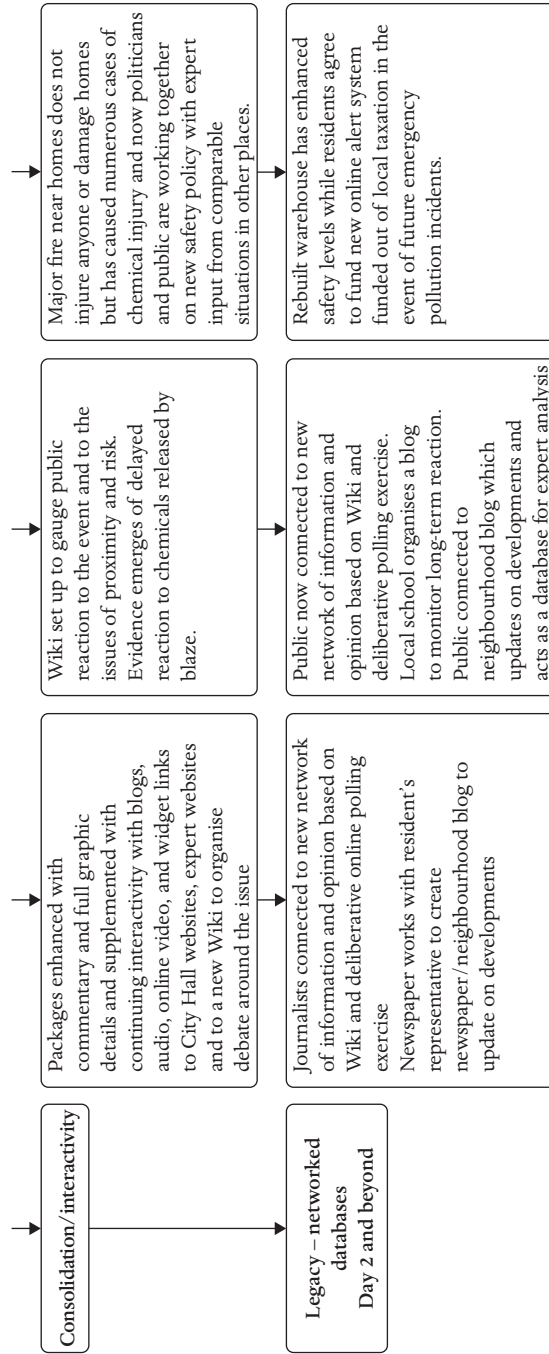 Consolidation/interactivity
Packages enhanced with
commentary and full graphic
details and supplemented with
continuing interactivity with blogs,
audio, online video, and widget links
to City Hall websites, expert websites
and to a new Wiki to organise
debate around the issue
Wiki set up to gauge public
reaction to the event and to the
issues of proximity and risk.
Evidence emerges of delayed
reaction to chemicals released by
blaze.
Major fire near homes does not
injure anyone or damage homes
but has caused numerous cases of
chemical injury and now politicians
and public are working together
on new safety policy with expert
input from comparable
situations in other places.
Legacy – networked
databases
Day 2 and beyond
Journalists connected to new network
of information and opinion based on
Wiki and deliberative online polling
exercise
Newspaper works with resident's
representative to create
newspaper/neighbourhood blog to
update on developments
Public now connected to new
network of information and
opinion based on Wiki and
deliberative polling exercise.
Local school organises a blog
to monitor long-term reaction.
Public connected to
neighbourhood blog which
updates on developments and
acts as a database for expert analysis
Rebuilt warehouse has enhanced
safety levels while residents agree
to fund new online alert system
funded out of local taxation in the
event of future emergency
pollution incidents.